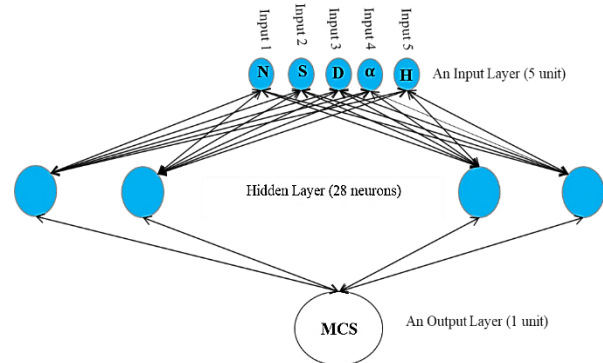 Input 1
Input 2
Input 3
Input 4
Input 5
N
S
D
α
H
An Input Layer (5 unit)
Hidden Layer (28 neurons)
MCS
An Output Layer (1 unit)